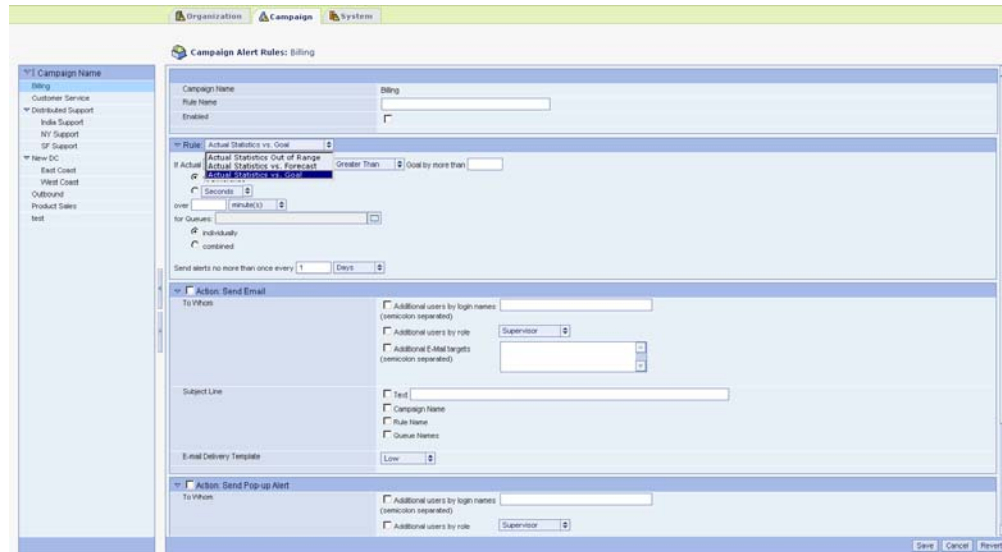 Organization Campaign System
Campaign Alert Rules: Billing
Campaign Name
Billing
Customer Service
Distributed Support
India Support
NY Support
SF Support
New DC
East Coast
West Coast
Outbound
Product Sales
test
Campaign Name Billing
Rule Name
Enabled
Rule: Actual Statistics vs. Goal
Actual Statistics Out of Range
Actual Statistics vs. Forecast
Actual Statistics vs. Goal
If Actual Greater Than Goal by more than
Seconds
over minute(s)
for Queues:
individually
combined
Send alerts no more than once every 1 Days
Action: Send Email
To Whom
Additional users by login names
(semicolon separated)
Additional users by role Supervisor
Additional E-Mail targets
(semicolon separated)
Subject Line
Text
Campaign Name
Rule Name
Queue Names
E-mail Delivery Template Low
Action: Send Pop-up Alert
To Whom
Additional users by login names
(semicolon separated)
Additional users by role Supervisor
Save Cancel Revert